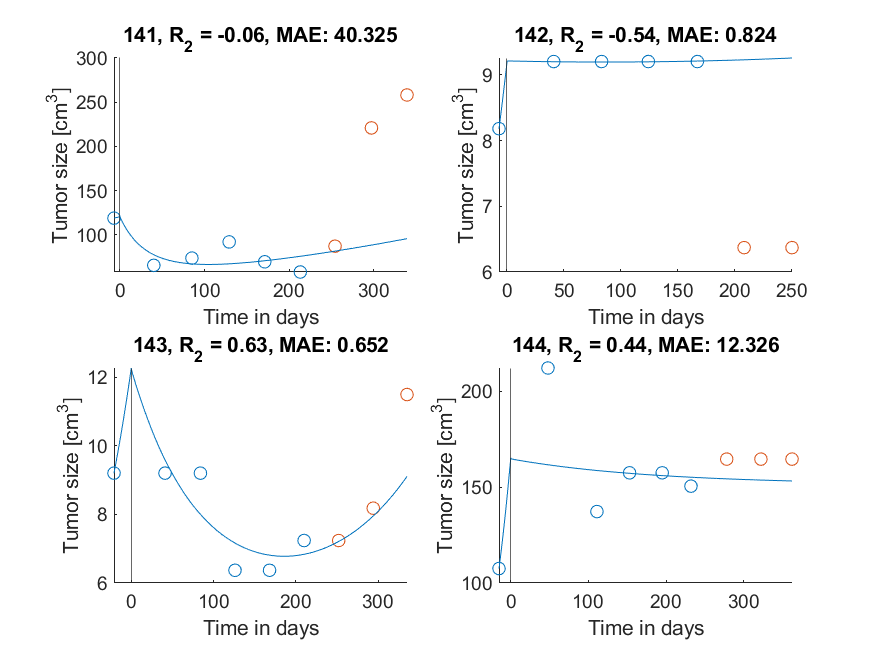 141, R2 = -0.06, MAE: 40.325
300
250
200
150
100
Tumor size [cm3]
0 100 200 300
Time in days
142, R2 = -0.54, MAE: 0.824
9
8
7
6
Tumor size [cm3]
0 50 100 150 200 250
Time in days
143, R2 = 0.63, MAE: 0.652
12
10
8
6
Tumor size [cm3]
0 100 200 300
Time in days
144, R2 = 0.44, MAE: 12.326
200
150
100
Tumor size [cm3]
0 100 200 300
Time in days